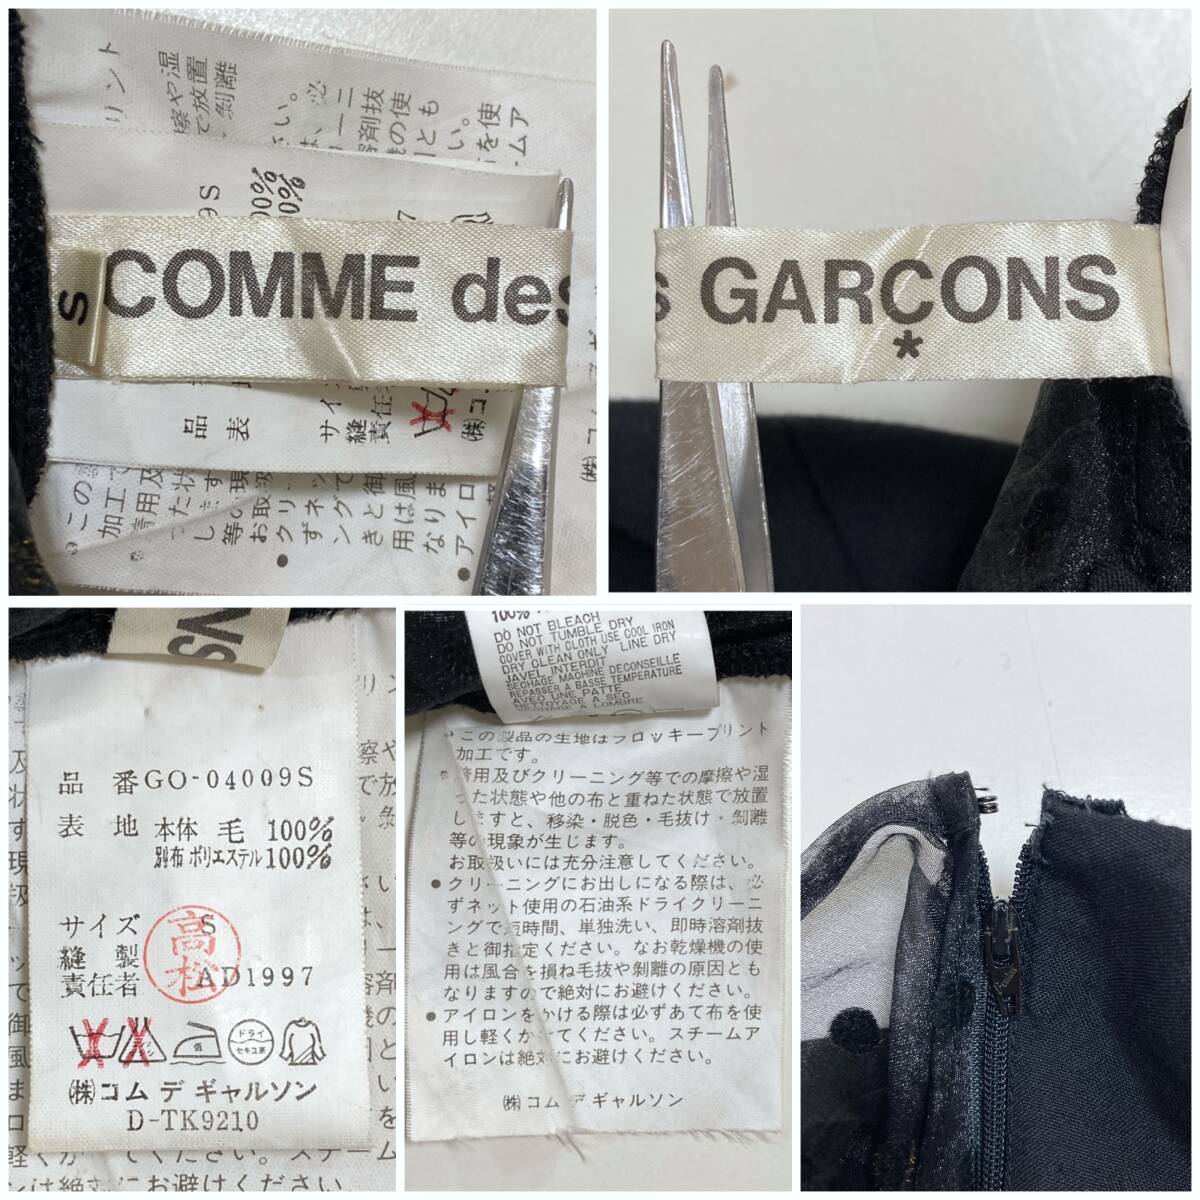 COMME des
S
s GARCONS
*
品 番 GO-04009S
表 地 本体 毛 100%
別布 ポリエステル 100%
サイズ S
縫 製
責任者 AD1997
高松
ドライ
セキユ系
低
㈱コム デ ギャルソン
D-TK9210
100%
DO NOT BLEACH
DO NOT TUMBLE DRY
COVER WITH CLOTH USE COOL IRON
DRY CLEAN ONLY LINE DRY
JAVEL INTERDIT
SECHAGE MACHINE DECONSEILLE
REPASSER A BASSE TEMPERATURE
AVEC UNE PATTE
NETTOYAGE A SEC
SECHAGE A LOMBRE
●この製品の生地はフロッキープリント
加工です。
●着用及びクリーニング等での摩擦や湿
った状態や他の布と重ねた状態で放置
しますと、移染・脱色・毛抜け・剝離
等の現象が生じます。
お取扱いには充分注意してください。
●クリーニングにお出しになる際は、必
ずネット使用の石油系ドライクリーニ
ングで短時間、単独洗い、即時溶剤抜
きと御指定ください。なお乾燥機の使
用は風合を損ね毛抜や剝離の原因とも
なりますので絶対にお避けください。
●アイロンをかける際は必ずあて布を使
用し軽くかけてください。スチームア
イロンは絶対にお避けください。
㈱コム デ ギャルソン